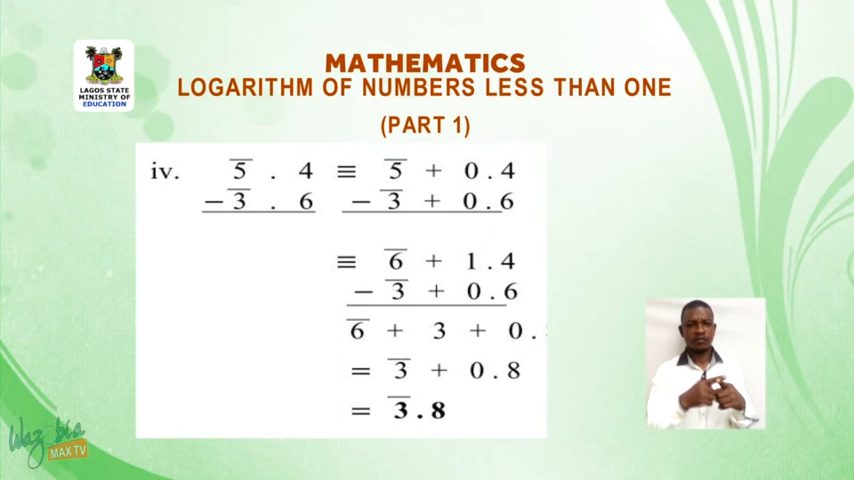 LAGOS STATE
MINISTRY OF
EDUCATION
MATHEMATICS
LOGARITHM OF NUMBERS LESS THAN ONE
(PART 1)
iv. 5̅ . 4 ≡ 5̅ + 0 . 4
− 3̅ . 6 − 3̅ + 0 . 6
≡ 6̅ + 1 . 4
− 3̅ + 0 . 6
6̅ + 3 + 0 .
= 3̅ + 0 . 8
= 3̅ . 8
Wazobia
MAX TV